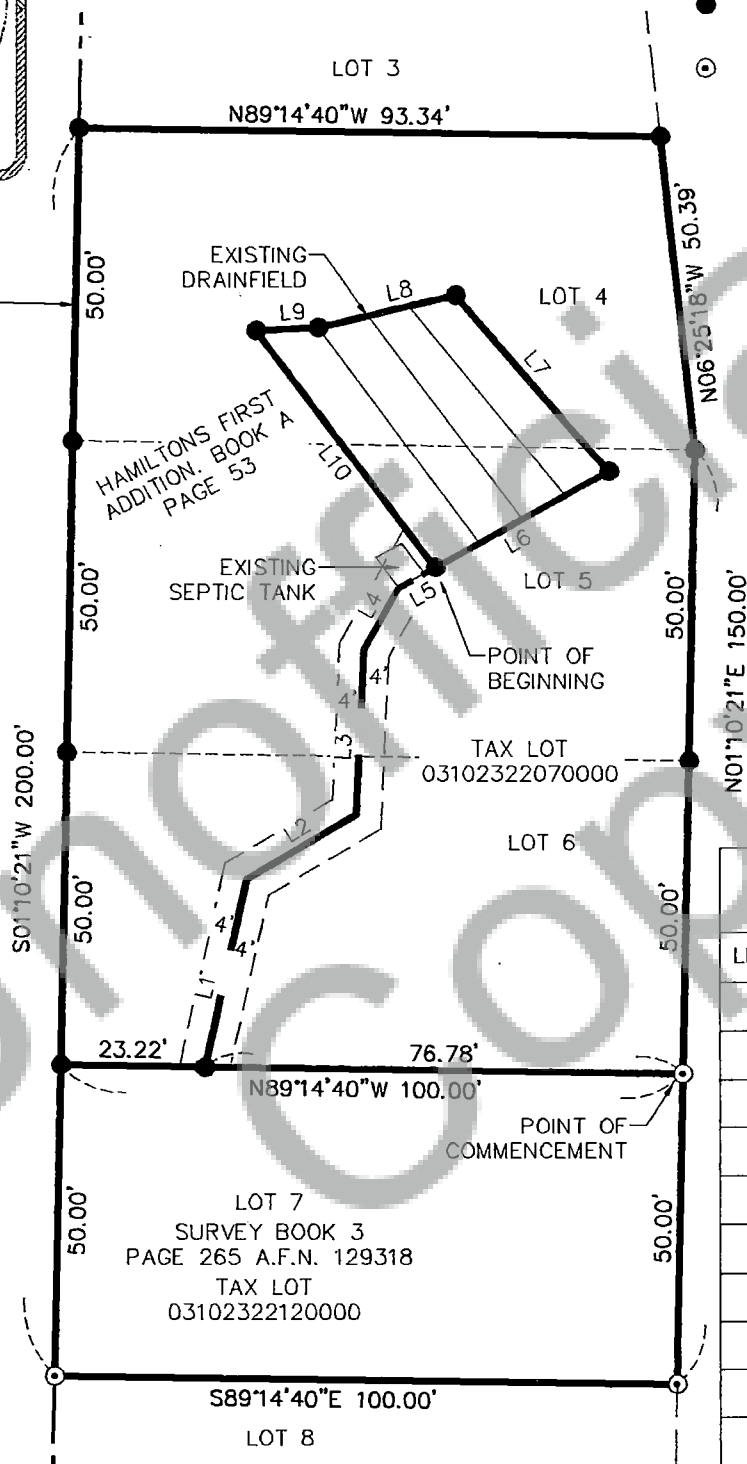 LOT 3
N89°14'40"W 93.34'
50.00'
N06°25'18"W 50.39'
EXISTING
DRAINFIELD
L8
L9
LOT 4
L7
HAMILTONS FIRST
ADDITION. BOOK A
PAGE 53
L10
L6
EXISTING
SEPTIC TANK
L5
LOT 5
L4
50.00'
50.00'
N01°10'21"E 150.00'
POINT OF
BEGINNING
4'
4'
L3
TAX LOT
03102322070000
S01°10'21"W 200.00'
L2
LOT 6
50.00'
50.00'
4'
4'
L1
23.22'
76.78'
N89°14'40"W 100.00'
POINT OF
COMMENCEMENT
50.00'
50.00'
LOT 7
SURVEY BOOK 3
PAGE 265 A.F.N. 129318
TAX LOT
03102322120000
S89°14'40"E 100.00'
LOT 8